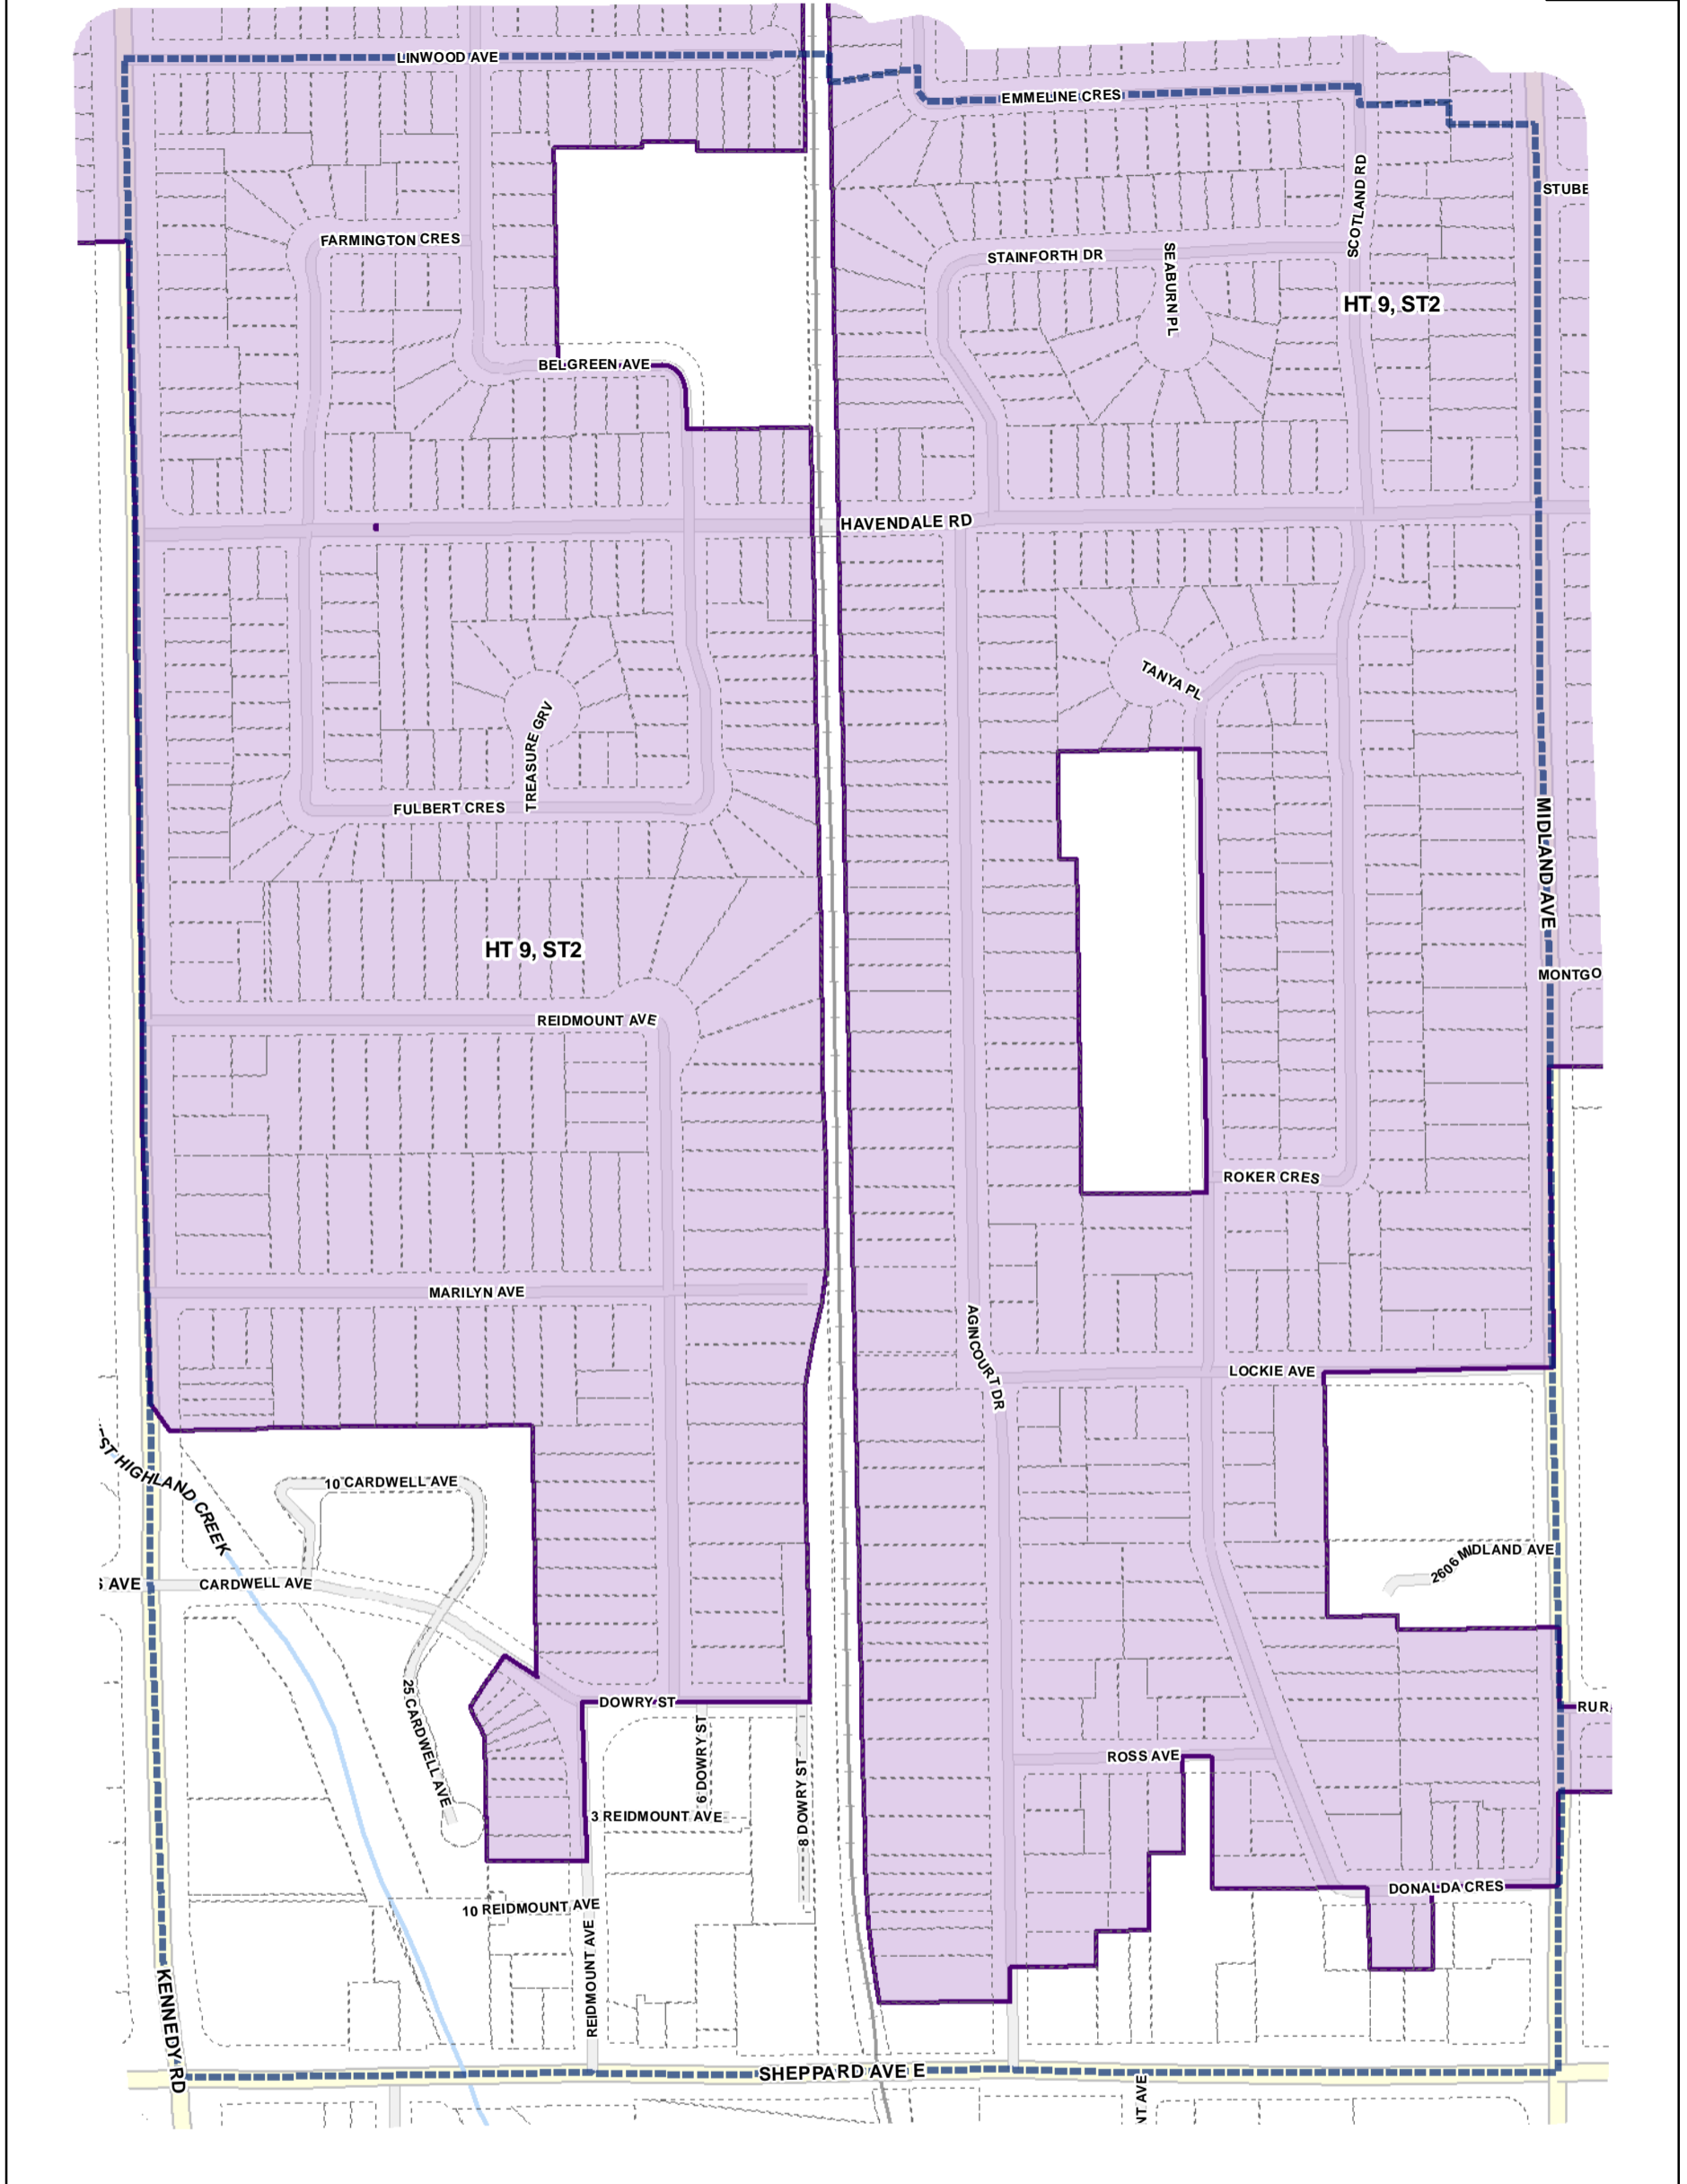 LINWOOD AVE
EMMELINE CRES
SCOTLAND RD
FARMINGTON CRES
STAINFORTH DR
SEABURN PL
HT 9, ST2
BELGREEN AVE
HAVENDALE RD
TANYA PL
TREASURE GRV
FULBERT CRES
MIDLAND AVE
HT 9, ST2
REIDMOUNT AVE
ROKER CRES
MARILYN AVE
AGINCOURT DR
LOCKIE AVE
10 CARDWELL AVE
ST HIGHLAND CREEK
2606 MIDLAND AVE
S AVE
CARDWELL AVE
25 CARDWELL AVE
DOWRY ST
6 DOWRY ST
8 DOWRY ST
ROSS AVE
3 REIDMOUNT AVE
DONALDA CRES
10 REIDMOUNT AVE
REIDMOUNT AVE
KENNEDY RD
SHEPPARD AVE E
NT AVE